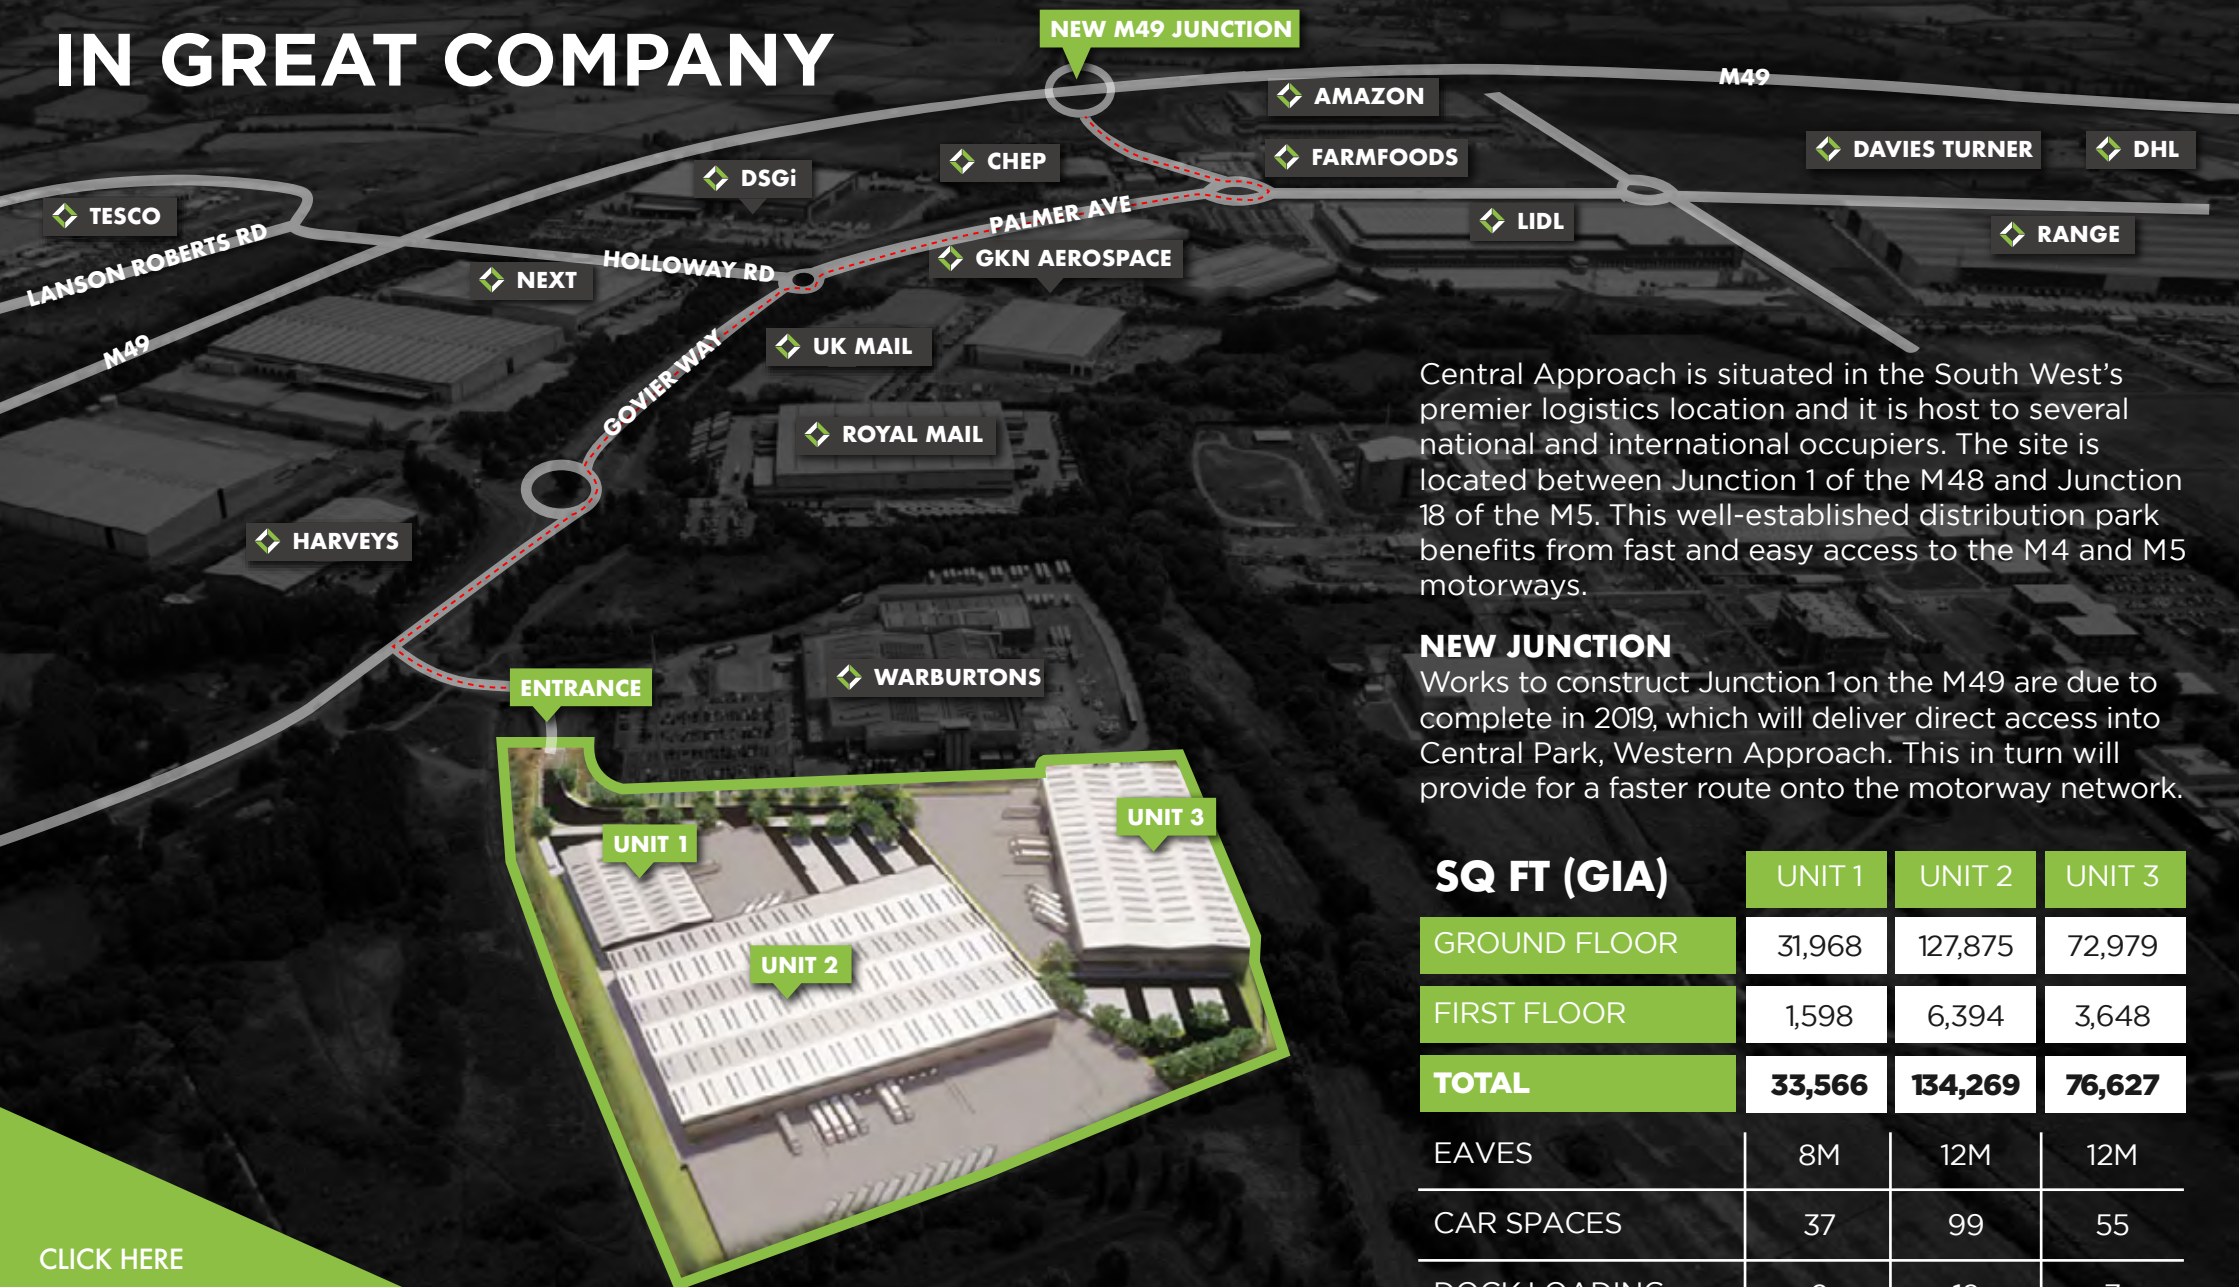 IN GREAT COMPANY
NEW M49 JUNCTION
M49
AMAZON
DAVIES TURNER
DHL
CHEP
FARMFOODS
DSGi
TESCO
PALMER AVE
LIDL
RANGE
LANSON ROBERTS RD
HOLLOWAY RD
GKN AEROSPACE
NEXT
M49
GOVIER WAY
UK MAIL
ROYAL MAIL
HARVEYS
WARBURTONS
ENTRANCE
UNIT 1
UNIT 2
UNIT 3
Central Approach is situated in the South West's
premier logistics location and it is host to several
national and international occupiers. The site is
located between Junction 1 of the M48 and Junction
18 of the M5. This well-established distribution park
benefits from fast and easy access to the M4 and M5
motorways.
NEW JUNCTION
Works to construct Junction 1 on the M49 are due to
complete in 2019, which will deliver direct access into
Central Park, Western Approach. This in turn will
provide for a faster route onto the motorway network.
SQ FT (GIA) UNIT 1 UNIT 2 UNIT 3
GROUND FLOOR 31,968 127,875 72,979
FIRST FLOOR 1,598 6,394 3,648
TOTAL 33,566 134,269 76,627
EAVES 8M 12M 12M
CAR SPACES 37 99 55
DOCK LOADING
CLICK HERE